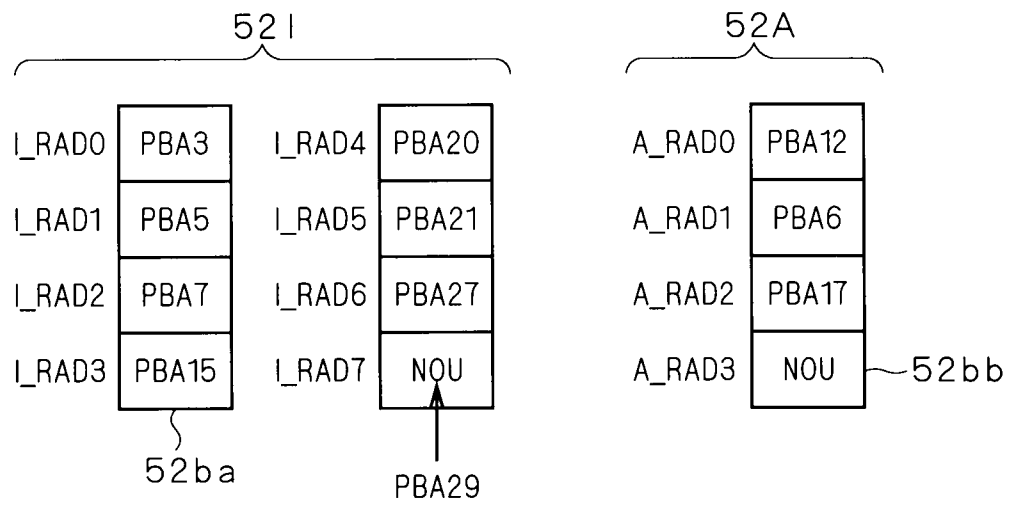 52I 52A
I_RAD0 PBA3 I_RAD4 PBA20 A_RAD0 PBA12
I_RAD1 PBA5 I_RAD5 PBA21 A_RAD1 PBA6
I_RAD2 PBA7 I_RAD6 PBA27 A_RAD2 PBA17
I_RAD3 PBA15 I_RAD7 NOU A_RAD3 NOU 52bb
52ba
PBA29